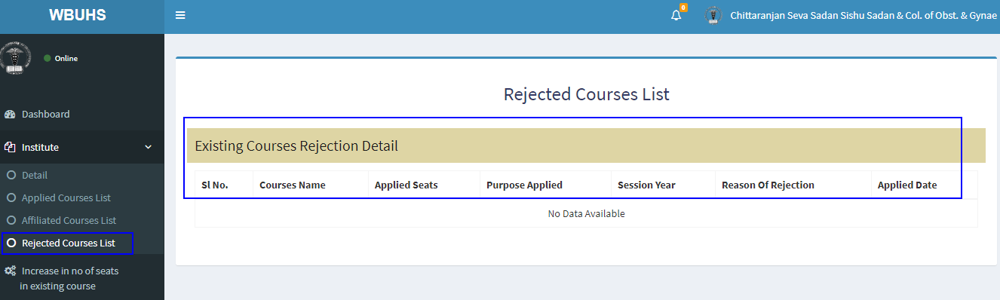 WBUHS
0
Chittaranjan Seva Sadan Sishu Sadan & Col. of Obst. & Gynae
Online
Dashboard
Institute
Detail
Applied Courses List
Affiliated Courses List
Rejected Courses List
Increase in no of seats
in existing course
Rejected Courses List
Existing Courses Rejection Detail
Sl No. Courses Name Applied Seats Purpose Applied Session Year Reason Of Rejection Applied Date
No Data Available